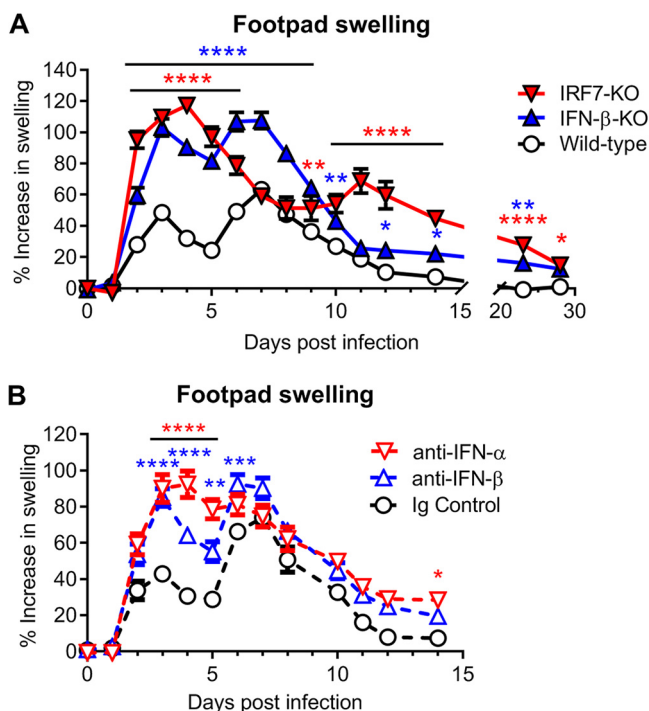 A
Footpad swelling
****
****
% Increase in swelling
140
120
100
80
60
40
20
0
** ** ****
* *
** 
**** *
IRF7-KO
IFN-β-KO
Wild-type
0 5 10 15 20 30
Days post infection
B
Footpad swelling
****
****
**** ** ***
*
% Increase in swelling
120
100
80
60
40
20
0
anti-IFN-α
anti-IFN-β
Ig Control
0 5 10 15
Days post infection